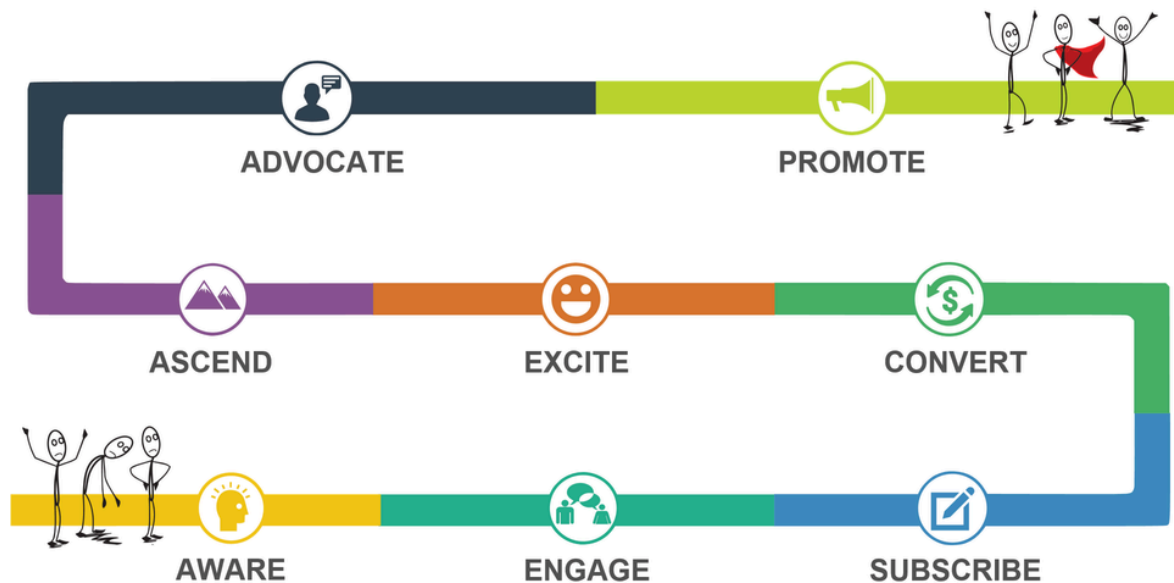 ADVOCATE
PROMOTE
ASCEND
EXCITE
$
CONVERT
AWARE
ENGAGE
SUBSCRIBE